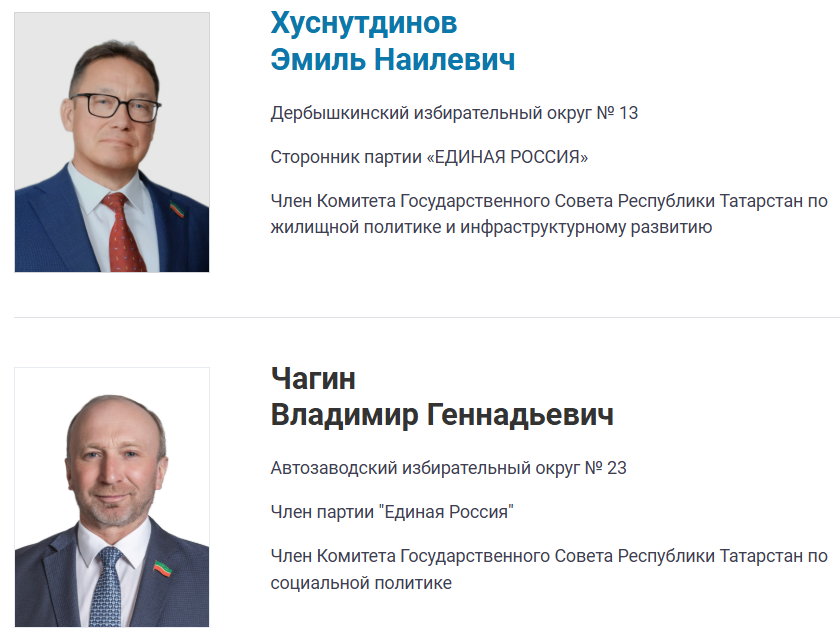 Хуснутдинов
Эмиль Наилевич
Дербышкинский избирательный округ № 13
Сторонник партии «ЕДИНАЯ РОССИЯ»
Член Комитета Государственного Совета Республики Татарстан по
жилищной политике и инфраструктурному развитию
Чагин
Владимир Геннадьевич
Автозаводский избирательный округ № 23
Член партии "Единая Россия"
Член Комитета Государственного Совета Республики Татарстан по
социальной политике